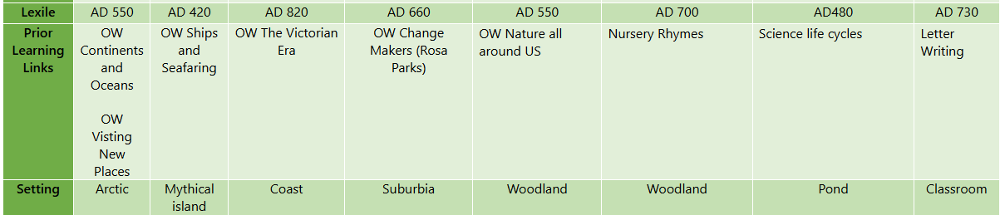 Lexile AD 550 AD 420 AD 820 AD 660 AD 550 AD 700 AD480 AD 730
Prior
Learning
Links
OW
Continents
and
Oceans
OW
Visting
New
Places
OW Ships
and
Seafaring
OW The Victorian
Era
OW Change
Makers (Rosa
Parks)
OW Nature all
around US
Nursery Rhymes
Science life cycles
Letter
Writing
Setting
Arctic
Mythical
island
Coast
Suburbia
Woodland
Woodland
Pond
Classroom